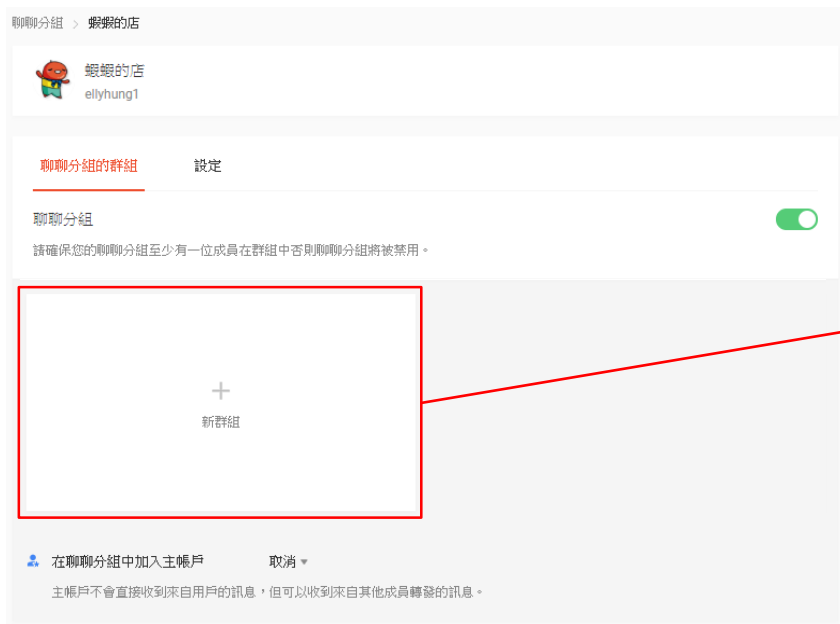 聊聊分組 > 蝦蝦的店
蝦蝦的店
ellyhung1
聊聊分組的群組 設定
聊聊分組
請確保您的聊聊分組至少有一位成員在群組中否則聊聊分組將被禁用。
+
新群組
在聊聊分組中加入主帳戶 取消
主帳戶不會直接收到來自用戶的訊息，但可以收到來自其他成員轉發的訊息。